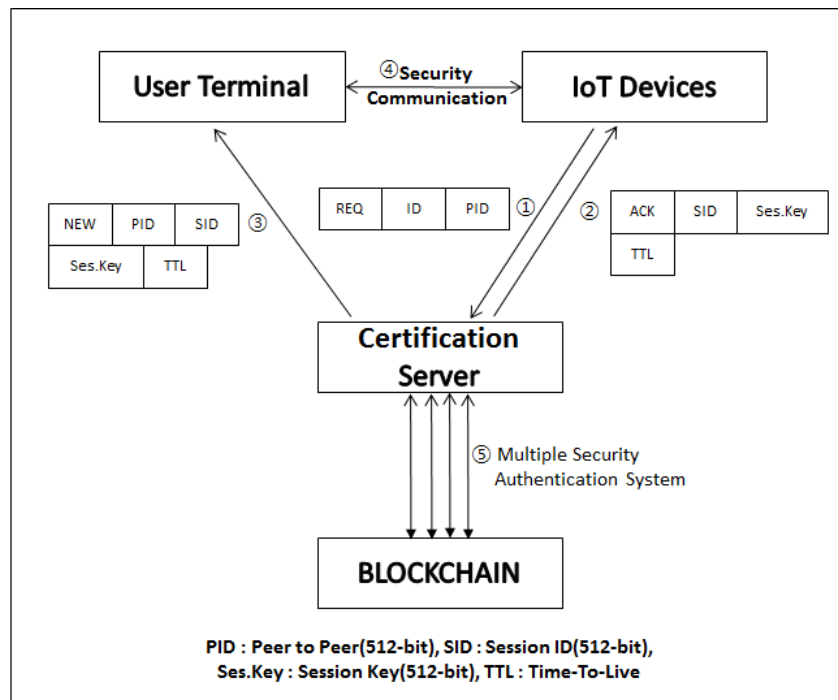 User Terminal
④Security
Communication
IoT Devices
NEW PID SID
Ses.Key TTL
③
REQ ID PID
①
②
ACK SID Ses.Key
TTL
Certification
Server
⑤ Multiple Security
Authentication System
BLOCKCHAIN
PID : Peer to Peer(512-bit), SID : Session ID(512-bit),
Ses.Key : Session Key(512-bit), TTL : Time-To-Live